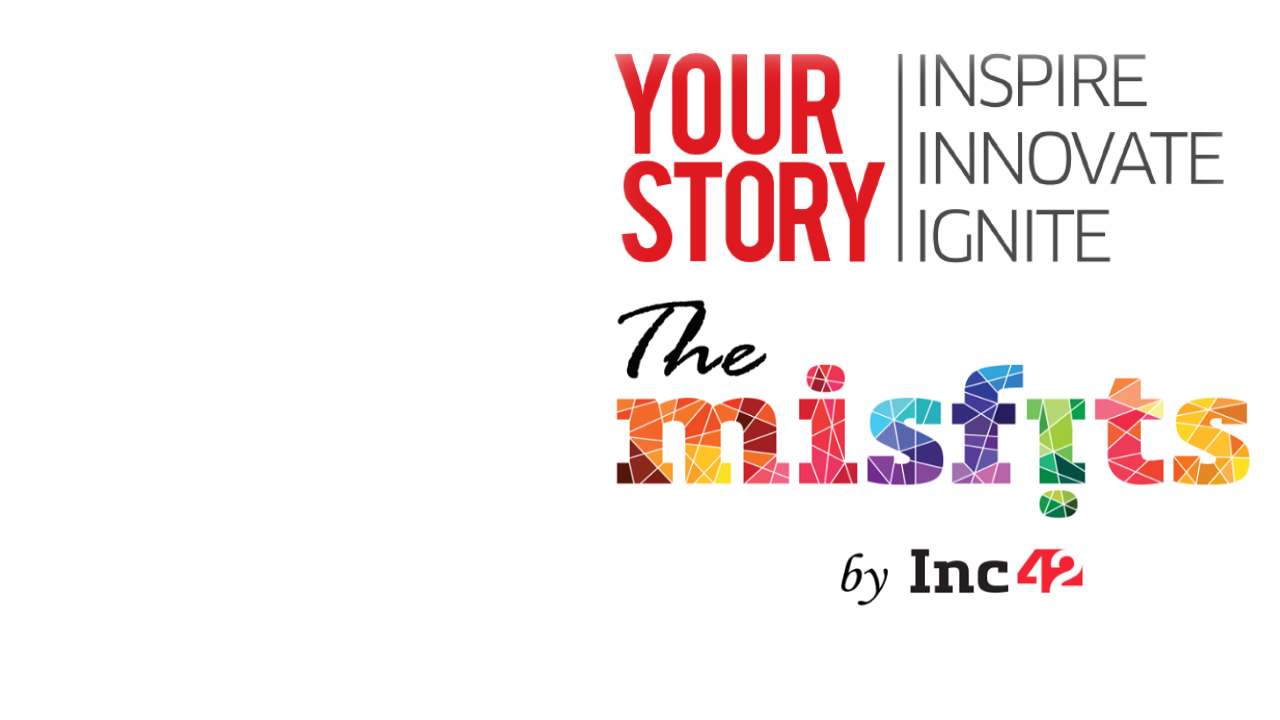 YOUR
STORY
INSPIRE
INNOVATE
IGNITE
The
misfits
by Inc42